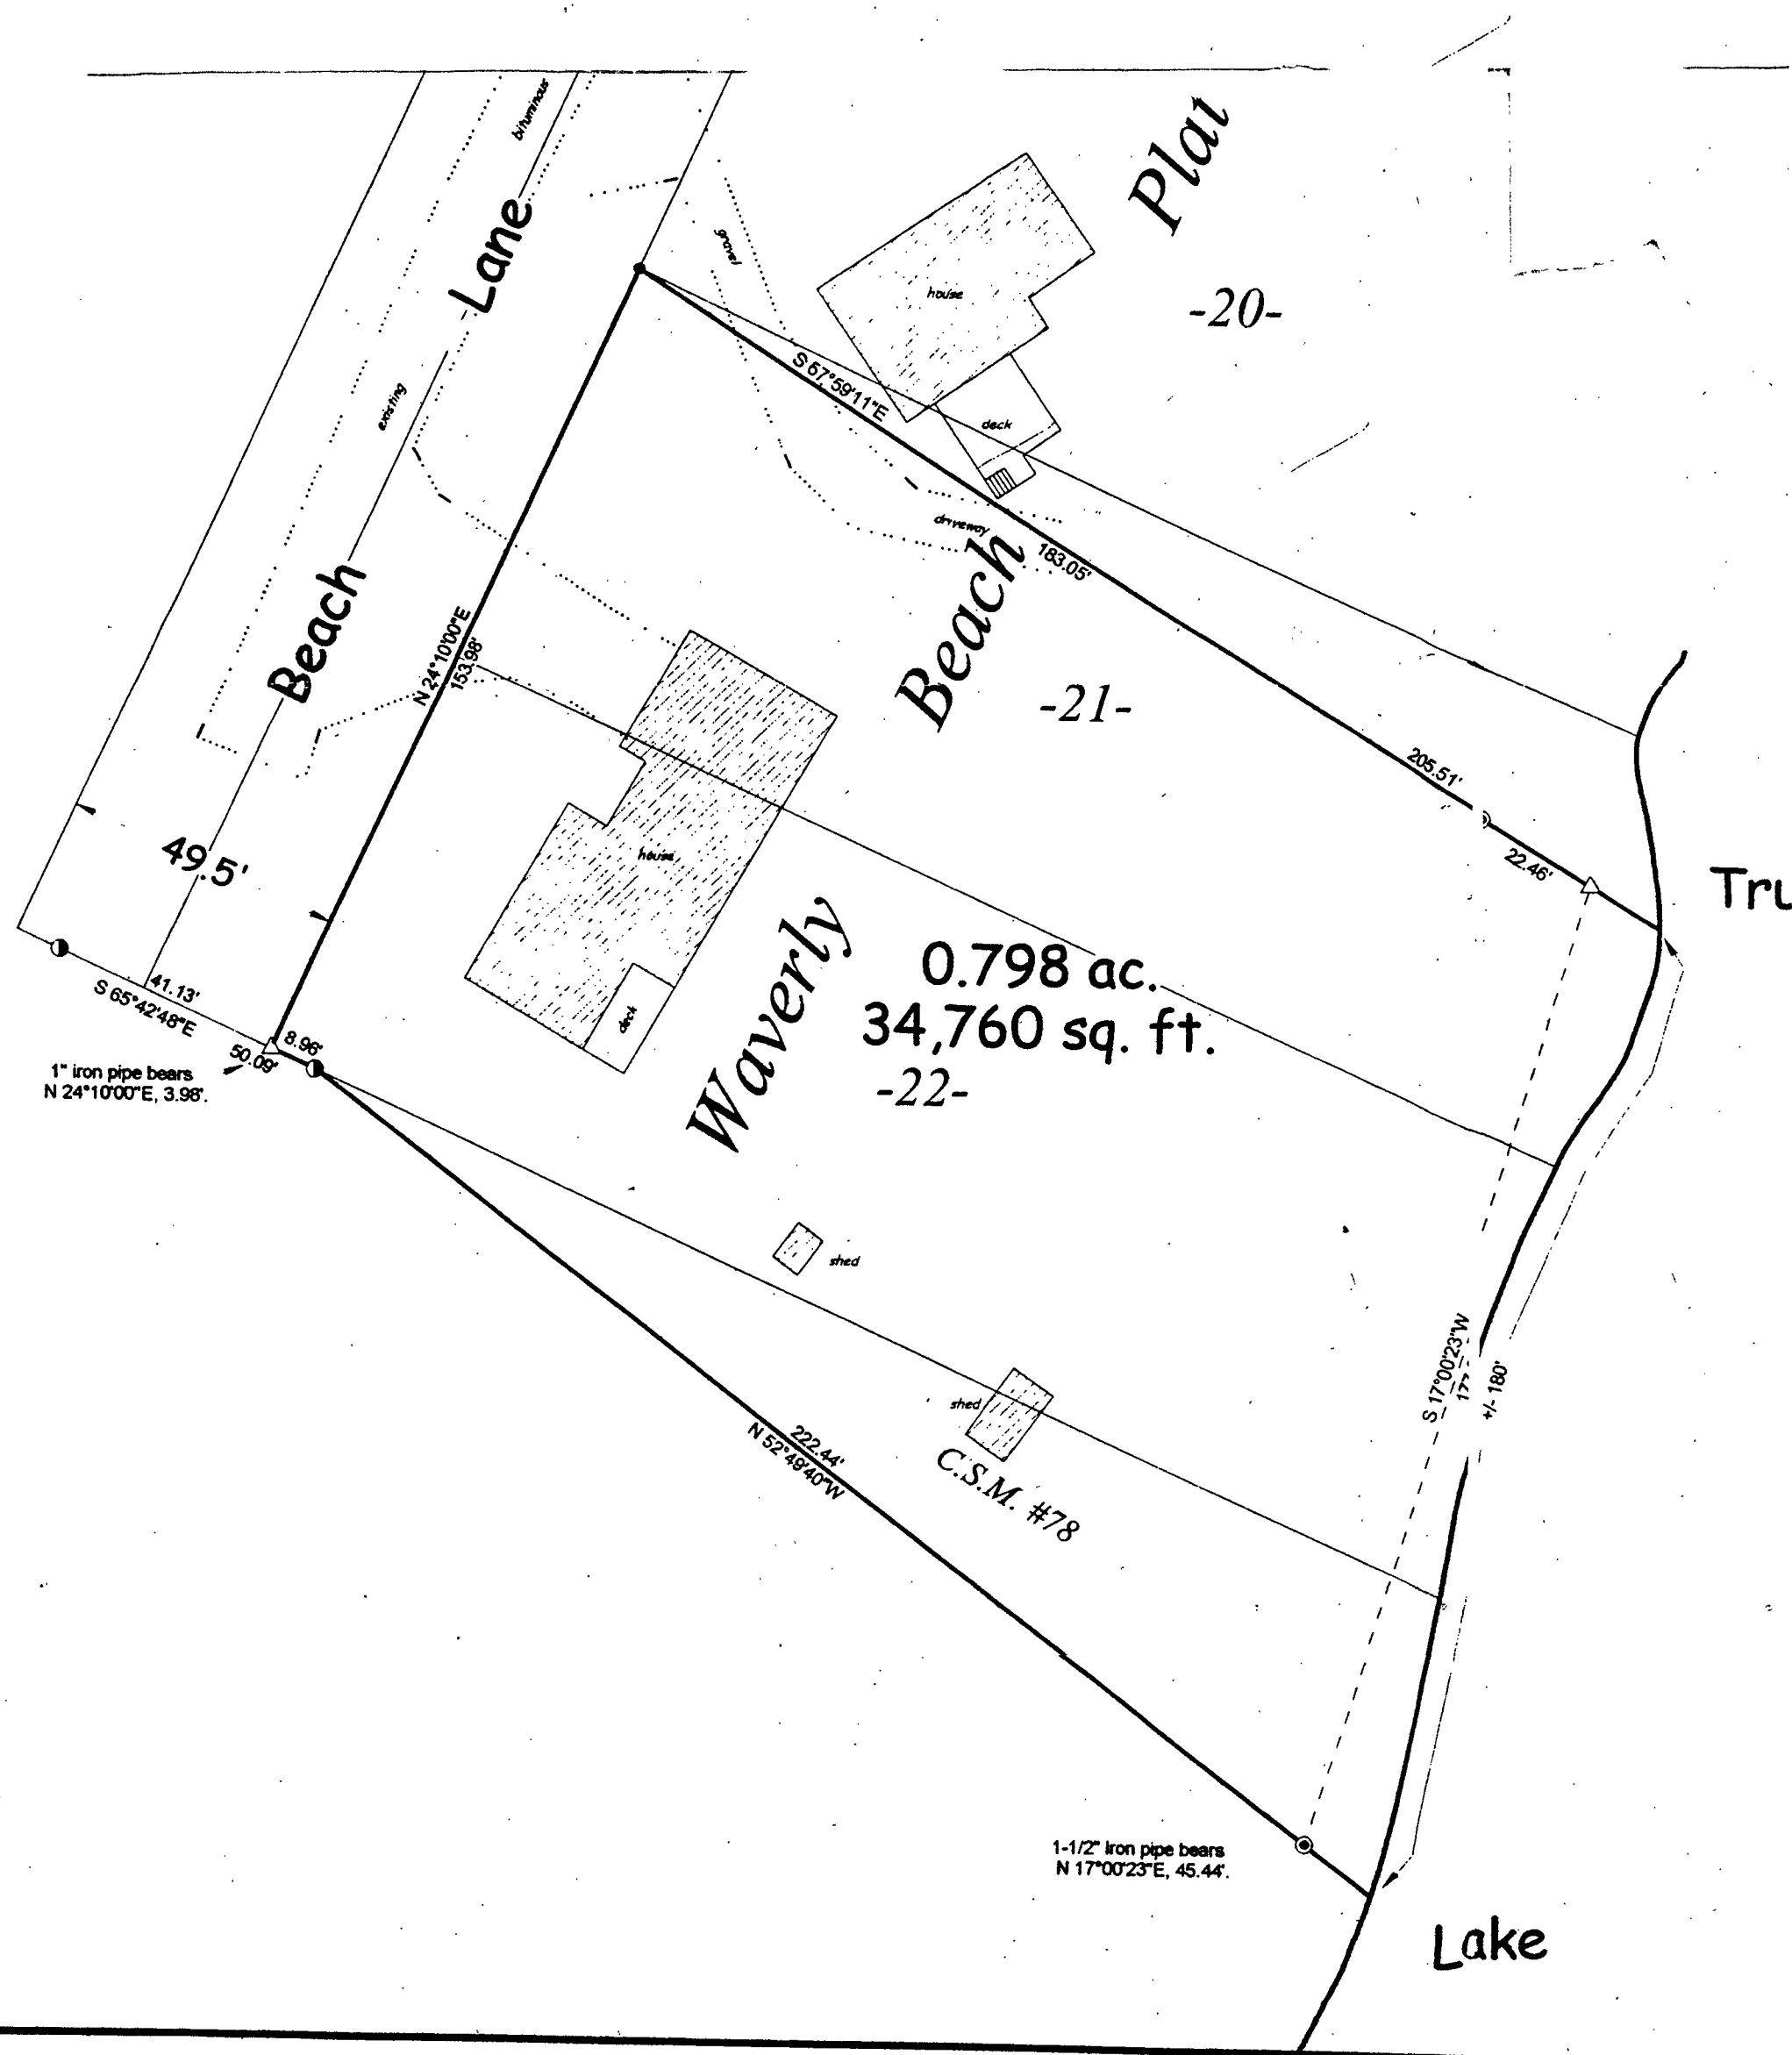 bituminous
Plat
Lane
gravel
house
-20-
S 57°59'11"E
existing
deck
driveway
183.05'
Beach
Beach
N 24°10'00"E
153.98'
-21-
205.51'
49.5'
house
22.46'
Tru
Waverly
0.798 ac.
34,760 sq. ft.
-22-
41.13'
S 65°42'48"E
8.96'
50.09'
deck
1" iron pipe bears
N 24°10'00"E, 3.98'.
shed
S 17°00'23"W
+/- 180'
shed
222.44'
N 52°49'40"W
C.S.M. #78
1-1/2" iron pipe bears
N 17°00'23"E, 45.44'.
Lake